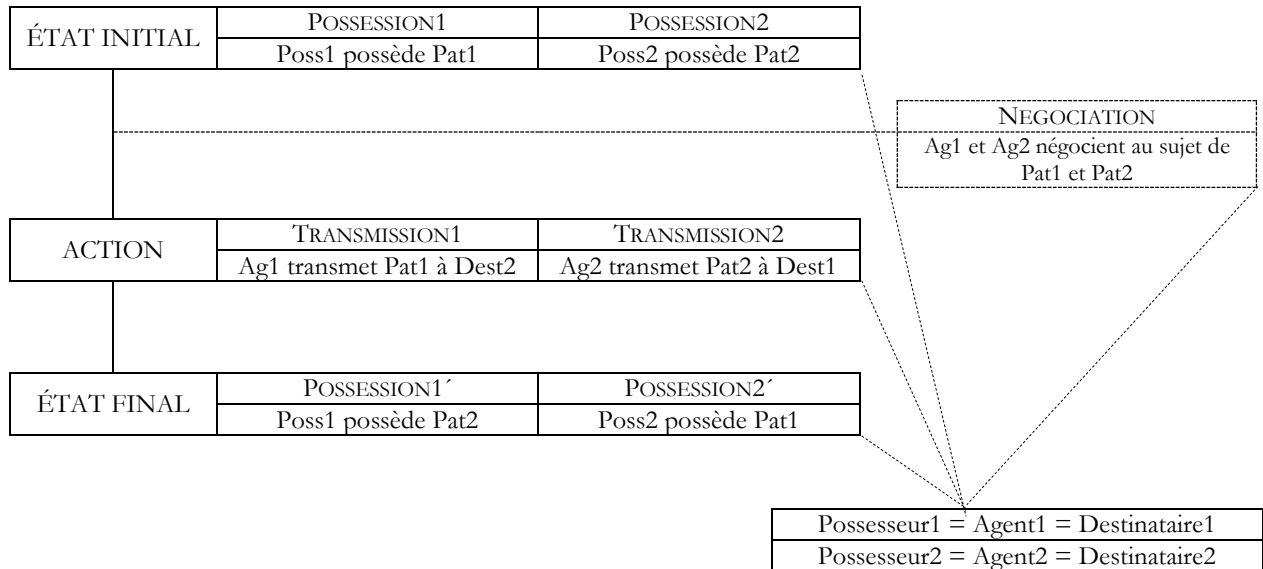 ÉTAT INITIAL
POSSESSION1
POSSESSION2
Poss1 possède Pat1
Poss2 possède Pat2
NEGOCIATION
Ag1 et Ag2 négocient au sujet de
Pat1 et Pat2
ACTION
TRANSMISSION1
TRANSMISSION2
Ag1 transmet Pat1 à Dest2
Ag2 transmet Pat2 à Dest1
ÉTAT FINAL
POSSESSION1´
POSSESSION2´
Poss1 possède Pat2
Poss2 possède Pat1
Possesseur1 = Agent1 = Destinataire1
Possesseur2 = Agent2 = Destinataire2